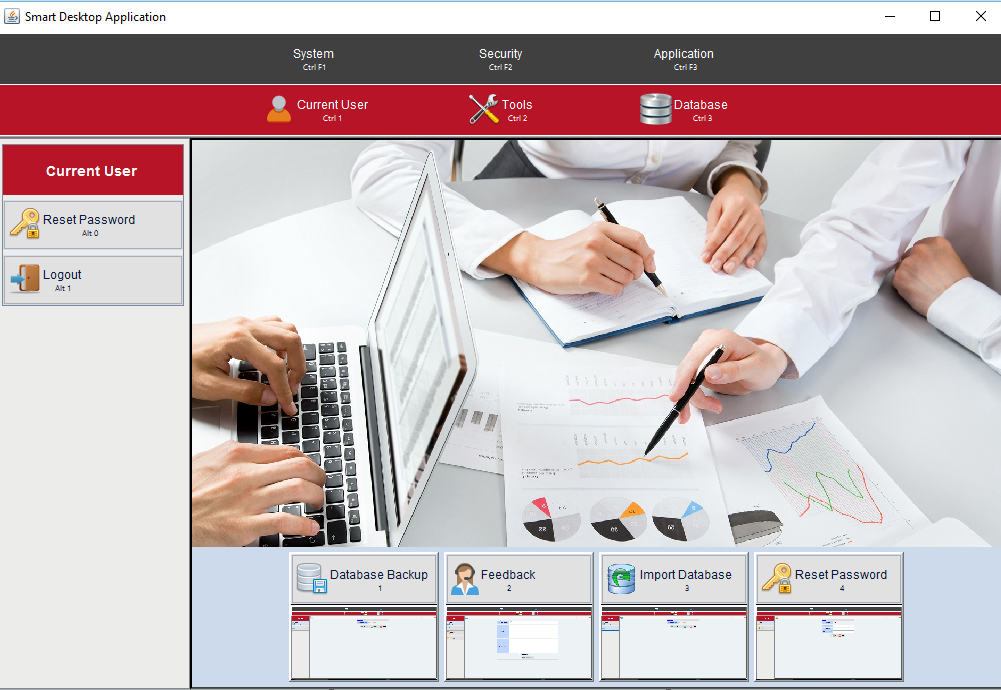 Smart Desktop Application
System
Ctrl F1
Security
Ctrl F2
Application
Ctrl F3
Current User
Ctrl 1
Tools
Ctrl 2
Database
Ctrl 3
Current User
Reset Password
Alt 0
Logout
Alt 1
Database Backup
1
Feedback
2
Import Database
3
Reset Password
4